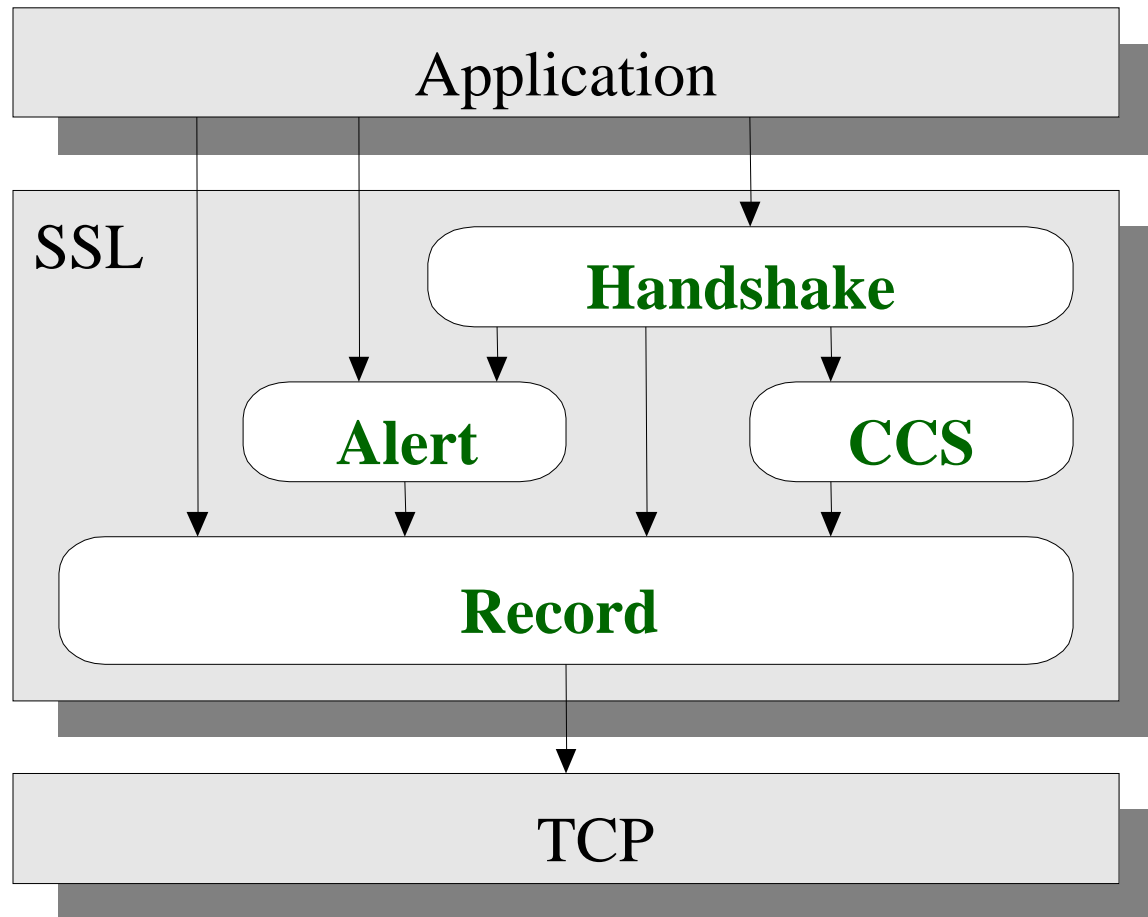 Application
SSL
Handshake
Alert
CCS
Record
TCP